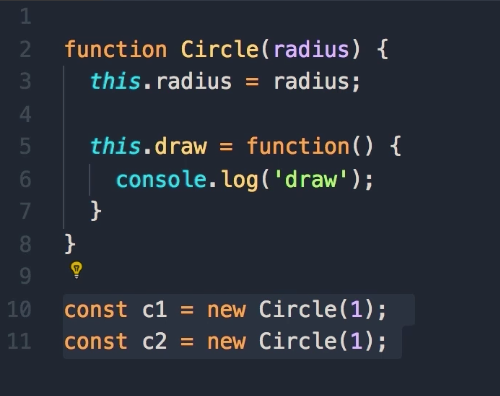 1
2 function Circle(radius) {
3 this.radius = radius;
4
5 this.draw = function() {
6 console.log('draw');
7 }
8 }
9
10 const c1 = new Circle(1);
11 const c2 = new Circle(1);